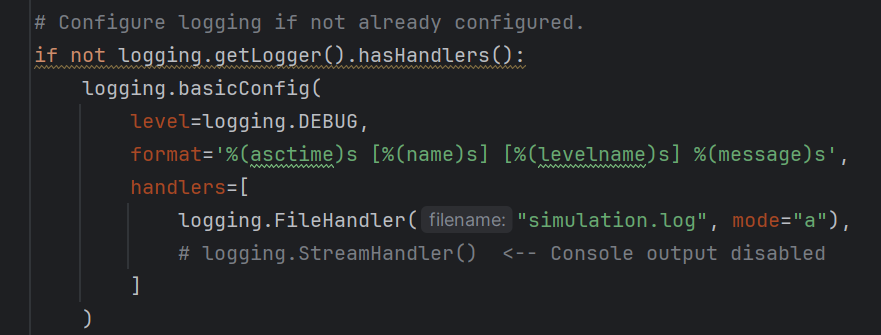 # Configure logging if not already configured.
if not logging.getLogger().hasHandlers():
    logging.basicConfig(
        level=logging.DEBUG,
        format='%(asctime)s [%(name)s] [%(levelname)s] %(message)s',
        handlers=[
            logging.FileHandler( filename: "simulation.log", mode="a"),
            # logging.StreamHandler()  <-- Console output disabled
        ]
    )